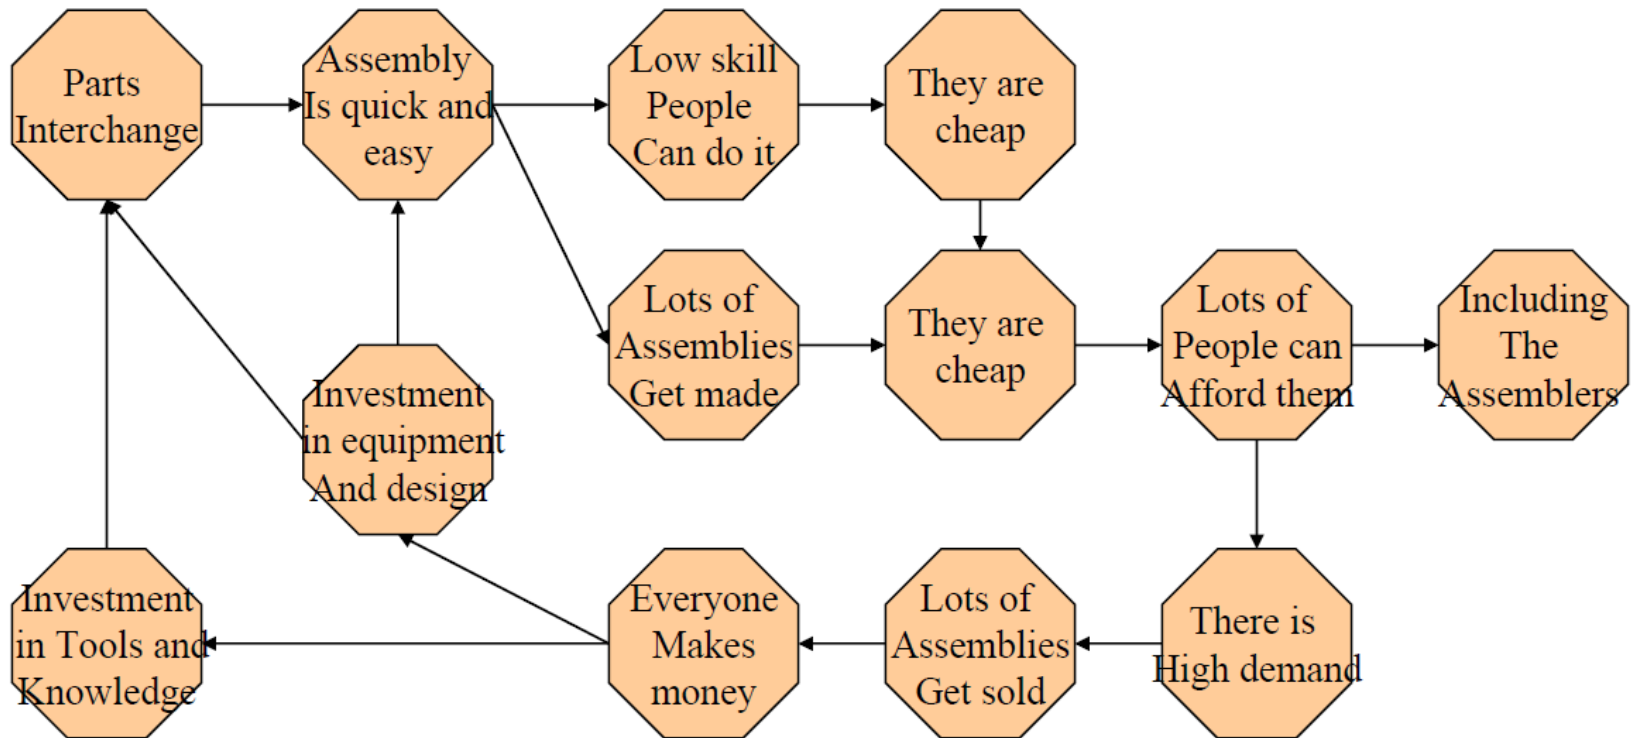 Parts
Interchange
Assembly
Is quick and
easy
Low skill
People
Can do it
They are
cheap
Lots of
Assemblies
Get made
They are
cheap
Lots of
People can
Afford them
Including
The
Assemblers
Investment
in equipment
And design
Investment
in Tools and
Knowledge
Everyone
Makes
money
Lots of
Assemblies
Get sold
There is
High demand